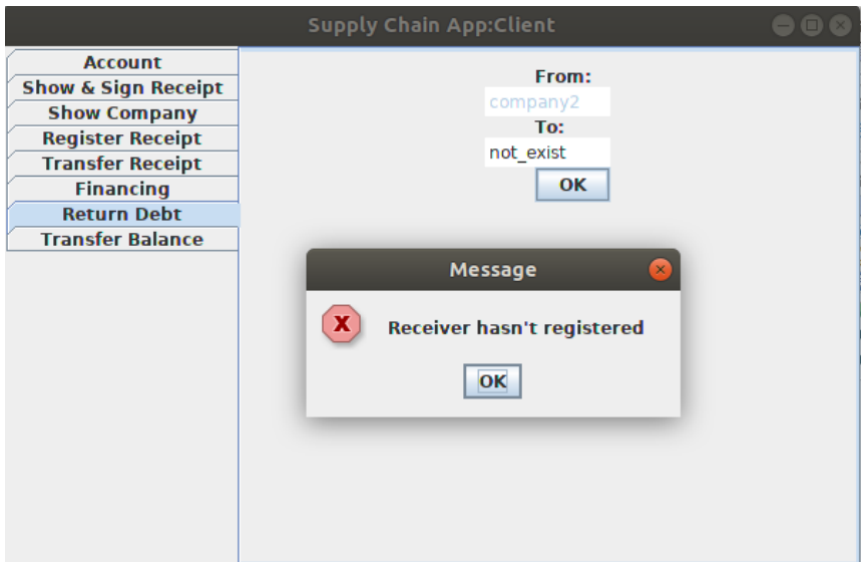 Supply Chain App:Client
Account
Show & Sign Receipt
Show Company
Register Receipt
Transfer Receipt
Financing
Return Debt
Transfer Balance
From:
company2
To:
not_exist
OK
Message
X
Receiver hasn't registered
OK